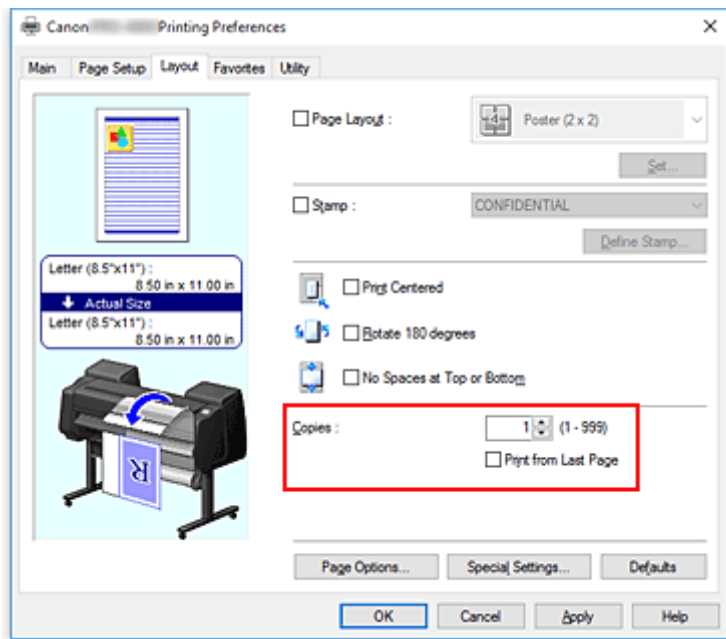 Canon Printing Preferences
Main Page Setup Layout Favorites Utility
Page Layout :
4
Poster (2 x 2)
Set...
Stamp :
CONFIDENTIAL
Define Stamp...
Letter (8.5"x11") :
8.50 in x 11.00 in
Actual Size
Letter (8.5"x11") :
8.50 in x 11.00 in
Print Centered
Rotate 180 degrees
No Spaces at Top or Bottom
R
Copies :
1 (1 - 999)
Print from Last Page
Page Options... Special Settings... Defaults
OK Cancel Apply Help